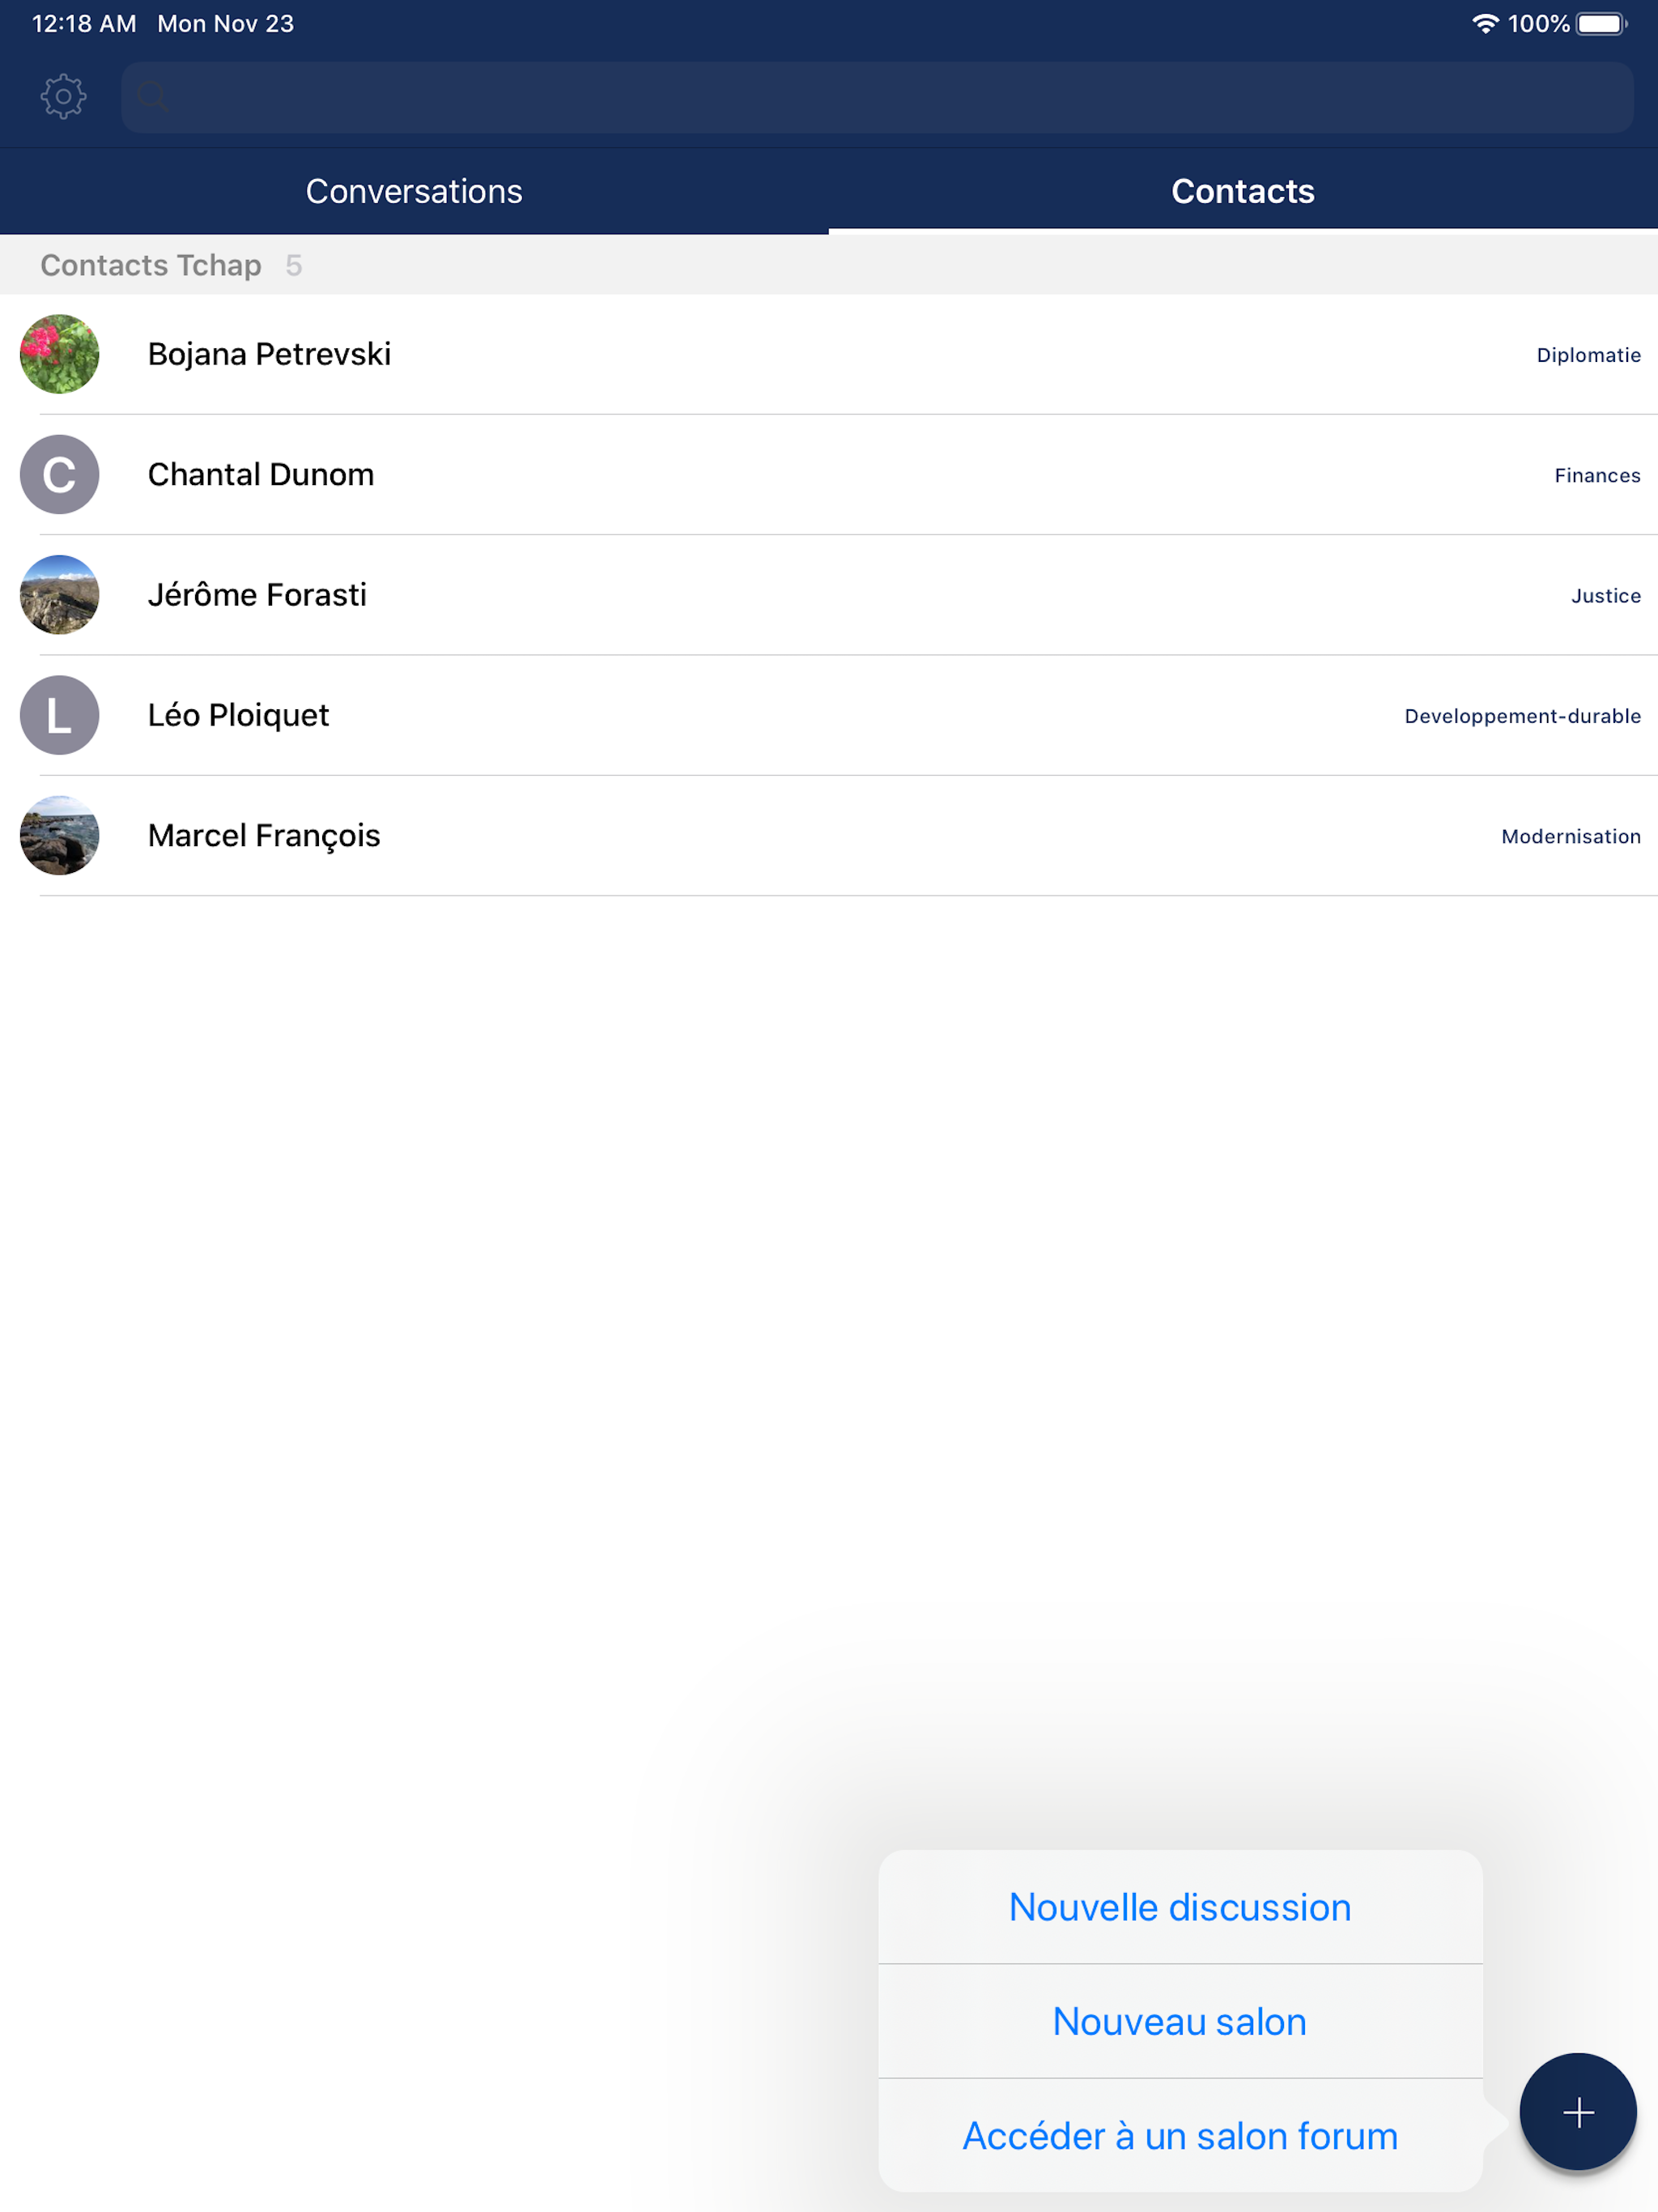 12:18 AM Mon Nov 23 100%
Conversations Contacts
Contacts Tchap 5
Bojana Petrevski Diplomatie
C Chantal Dunom Finances
Jérôme Forasti Justice
L Léo Ploiquet Developpement-durable
Marcel François Modernisation
Nouvelle discussion
Nouveau salon
Accéder à un salon forum